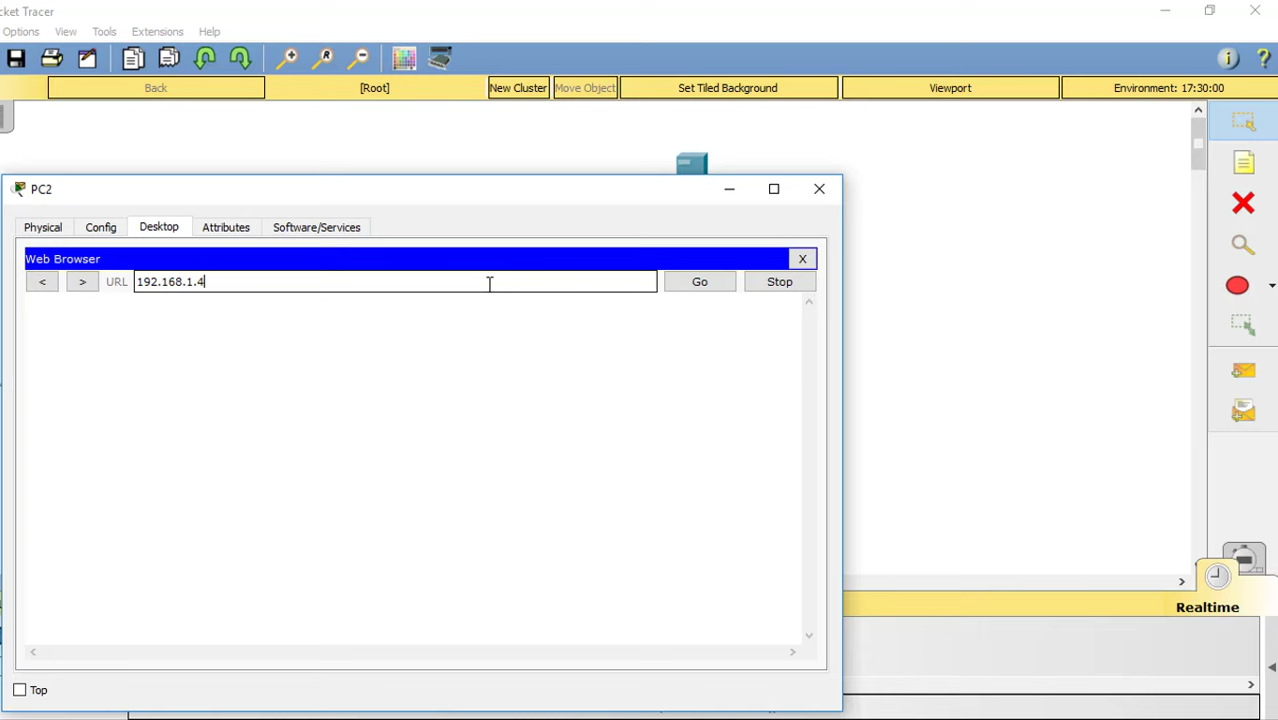 cket Tracer
Options View Tools Extensions Help
Back [Root] New Cluster Move Object Set Tiled Background Viewport Environment: 17:30:00
PC2
Physical Config Desktop Attributes Software/Services
Web Browser X
< > URL 192.168.1.4 Go Stop
Realtime
Top